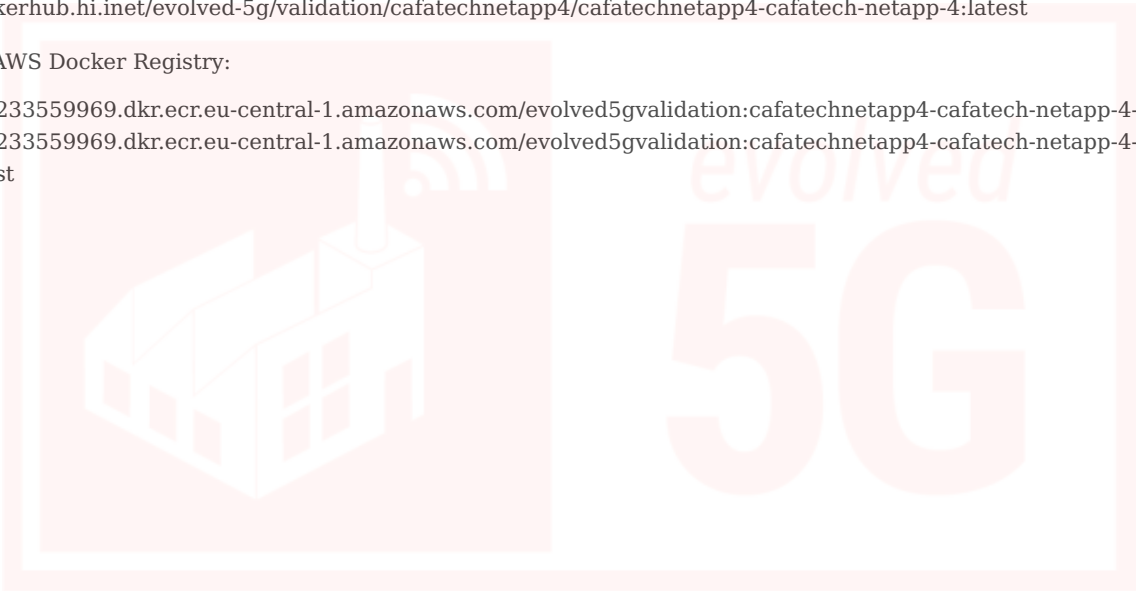 kerhub.hi.inet/evolved-5g/validation/cafatechnetapp4/cafatechnetapp4-cafatech-netapp-4:latest
AWS Docker Registry:
233559969.dkr.ecr.eu-central-1.amazonaws.com/evolved5gvalidation:cafatechnetapp4-cafatech-netapp-4-
233559969.dkr.ecr.eu-central-1.amazonaws.com/evolved5gvalidation:cafatechnetapp4-cafatech-netapp-4-
st
evolved
5G